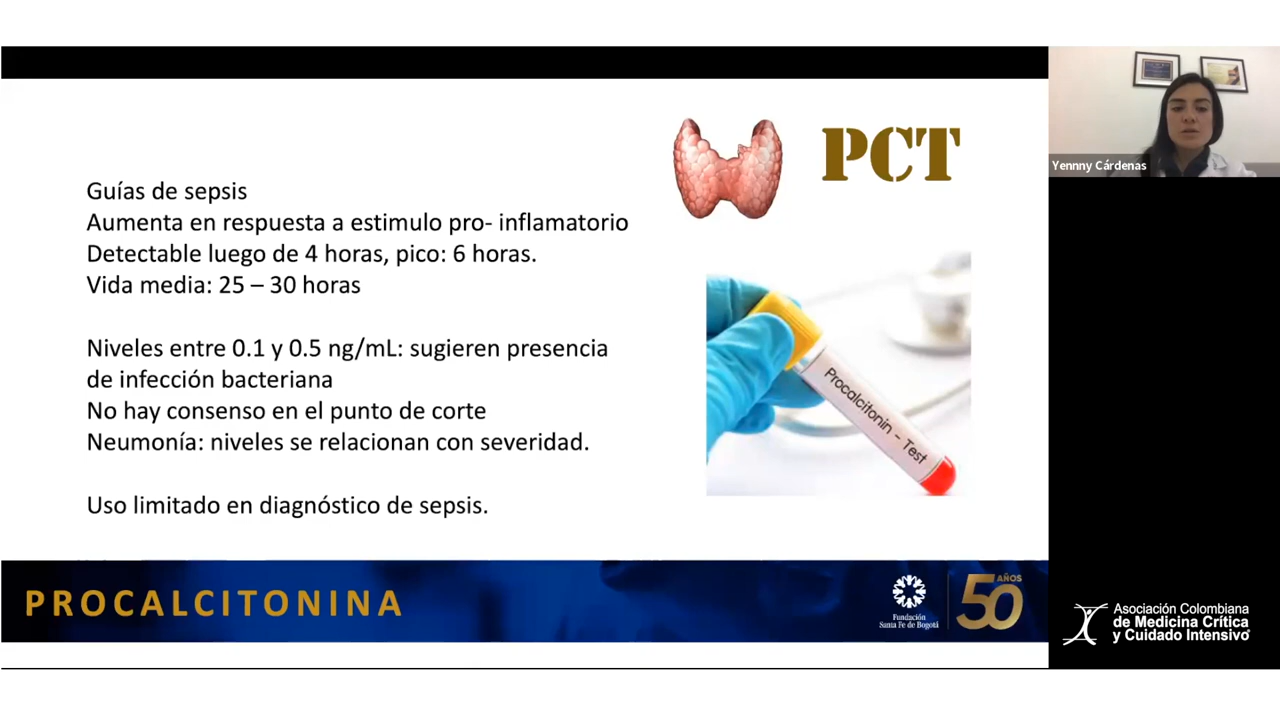 PCT
Guías de sepsis
Aumenta en respuesta a estimulo pro- inflamatorio
Detectable luego de 4 horas, pico: 6 horas.
Vida media: 25 – 30 horas
Niveles entre 0.1 y 0.5 ng/mL: sugieren presencia
de infección bacteriana
No hay consenso en el punto de corte
Neumonía: niveles se relacionan con severidad.
Uso limitado en diagnóstico de sepsis.
Procalcitonin - Test
PROCALCITONINA
Fundación
Santa Fe de Bogotá
50
AÑOS
Yennny Cárdenas
Asociación Colombiana
de Medicina Crítica
y Cuidado Intensivo